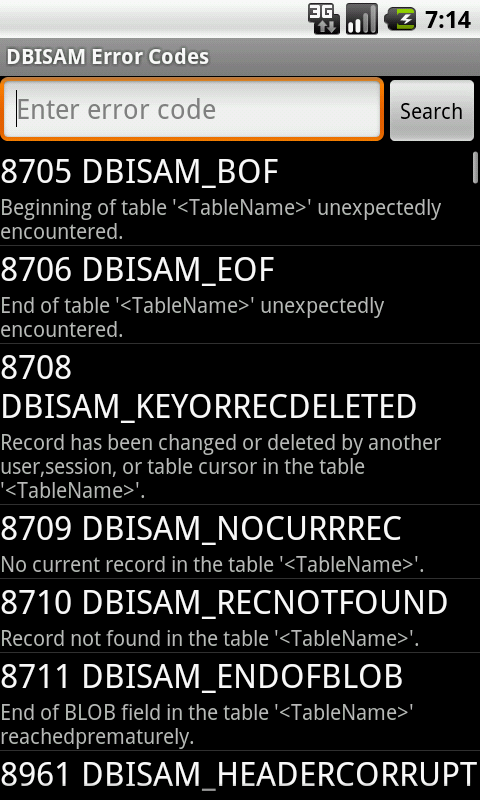 3G 7:14
DBISAM Error Codes
Enter error code
Search
8705 DBISAM_BOF
Beginning of table '<TableName>' unexpectedly
encountered.
8706 DBISAM_EOF
End of table '<TableName>' unexpectedly
encountered.
8708
DBISAM_KEYORRECDELETED
Record has been changed or deleted by another
user,session, or table cursor in the table
'<TableName>'.
8709 DBISAM_NOCURRREC
No current record in the table '<TableName>'.
8710 DBISAM_RECNOTFOUND
Record not found in the table '<TableName>'.
8711 DBISAM_ENDOFBLOB
End of BLOB field in the table '<TableName>'
reachedprematurely.
8961 DBISAM_HEADERCORRUPT